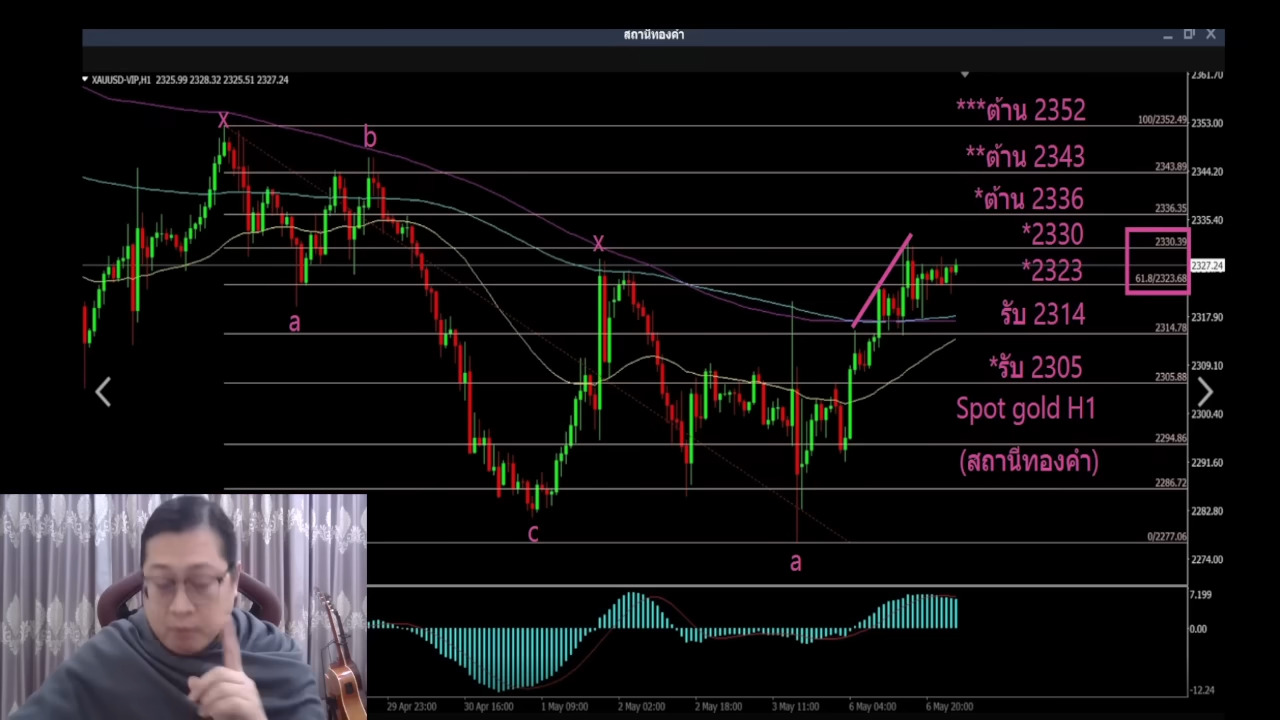 สถานีทองคำ
XAUUSD-VIP,H1 2325.99 2328.32 2325.51 2327.24
2361.70
***ต้าน 2352
100/2352.49
2353.00
x
b
**ต้าน 2343
2343.89
2344.20
*ต้าน 2336
2336.35
2335.40
x
*2330
2330.39
2327.24
*2323
61.8/2323.68
a
รับ 2314
2317.90
2314.78
*รับ 2305
2309.10
2305.88
Spot gold H1
2300.40
2294.86
(สถานีทองคำ)
2291.60
2286.72
c
2282.80
0/2277.06
a
2274.00
7.199
0.00
-12.24
29 Apr 23:00 30 Apr 16:00 1 May 09:00 2 May 02:00 2 May 18:00 3 May 11:00 6 May 04:00 6 May 20:00